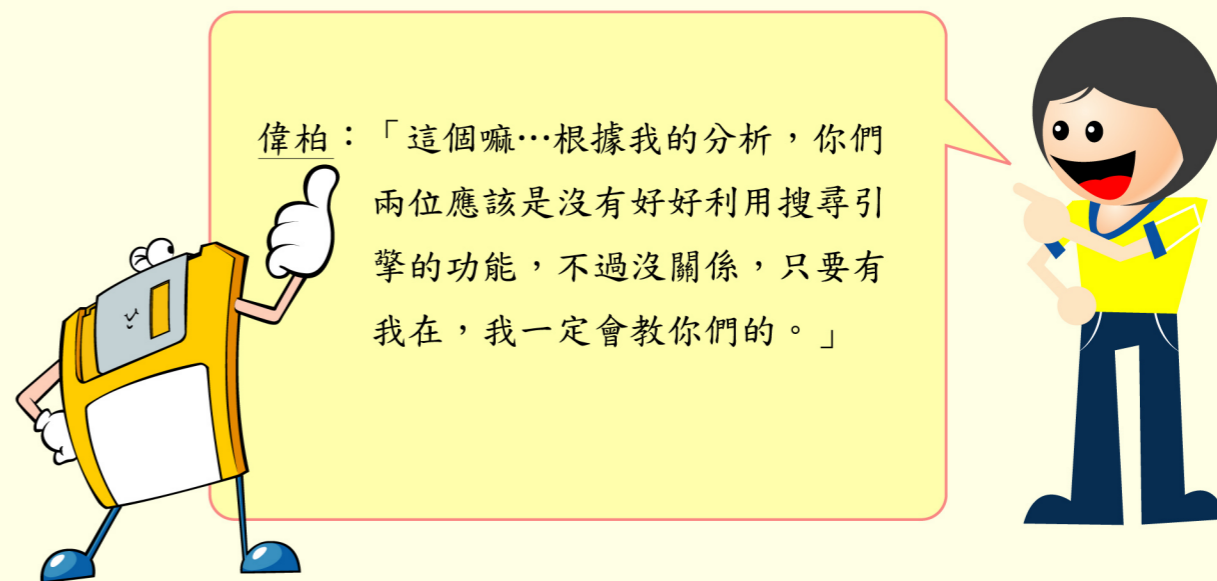 偉柏：「這個嘛…根據我的分析，你們
兩位應該是沒有好好利用搜尋引
擎的功能，不過沒關係，只要有
我在，我一定會教你們的。」